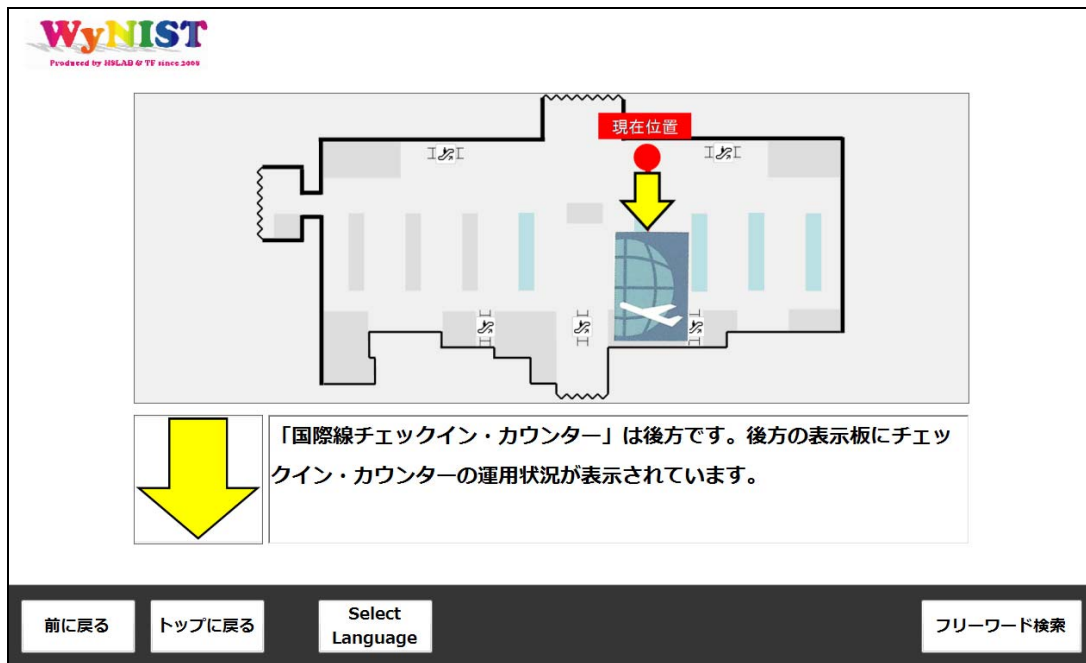 WyNIST
Produced by HSLAB & TF since 2008
現在位置
「国際線チェックイン・カウンター」は後方です。後方の表示板にチェッ
クイン・カウンターの運用状況が表示されています。
前に戻る
トップに戻る
Select
Language
フリーワード検索